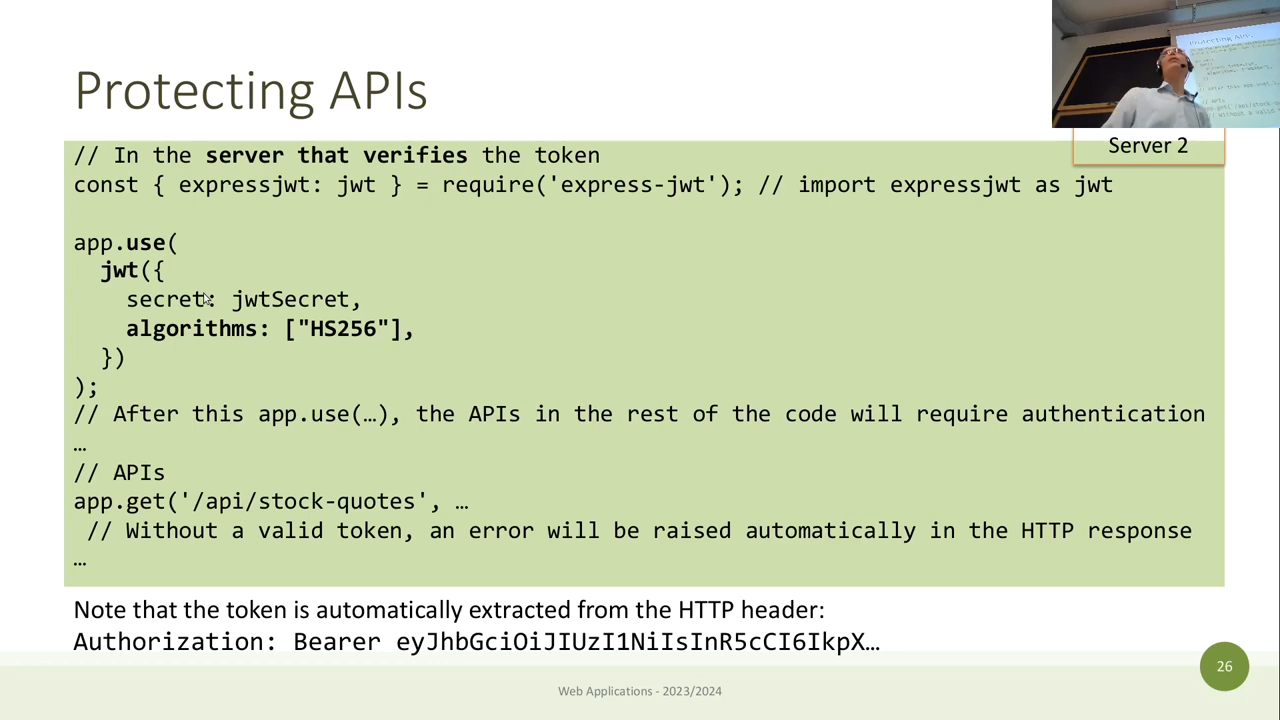 Protecting APIs
Server 2
// In the server that verifies the token
const { expressjwt: jwt } = require('express-jwt'); // import expressjwt as jwt
app.use(
  jwt({
    secret: jwtSecret,
    algorithms: ["HS256"],
  })
);
// After this app.use(…), the APIs in the rest of the code will require authentication
…
// APIs
app.get('/api/stock-quotes', …
 // Without a valid token, an error will be raised automatically in the HTTP response
…
Note that the token is automatically extracted from the HTTP header:
Authorization: Bearer eyJhbGciOiJIUzI1NiIsInR5cCI6IkpX…
26
Web Applications - 2023/2024